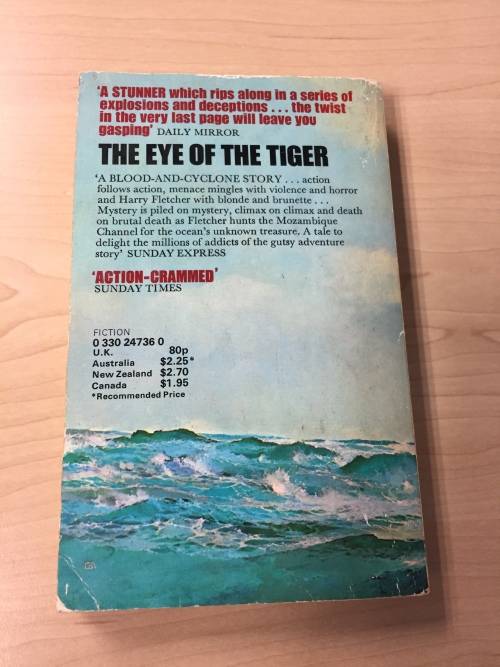 'A STUNNER which rips along in a series of
explosions and deceptions . . . the twist
in the very last page will leave you
gasping' DAILY MIRROR
THE EYE OF THE TIGER
'A BLOOD-AND-CYCLONE STORY . . . action
follows action, menace mingles with violence and horror
and Harry Fletcher with blonde and brunette . . .
Mystery is piled on mystery, climax on climax and death
on brutal death as Fletcher hunts the Mozambique
Channel for the ocean's unknown treasure. A tale to
delight the millions of addicts of the gutsy adventure
story' SUNDAY EXPRESS
'ACTION-CRAMMED'
SUNDAY TIMES
FICTION
0 330 24736 0
U.K. 80p
Australia $2.25*
New Zealand $2.70
Canada $1.95
*Recommended Price